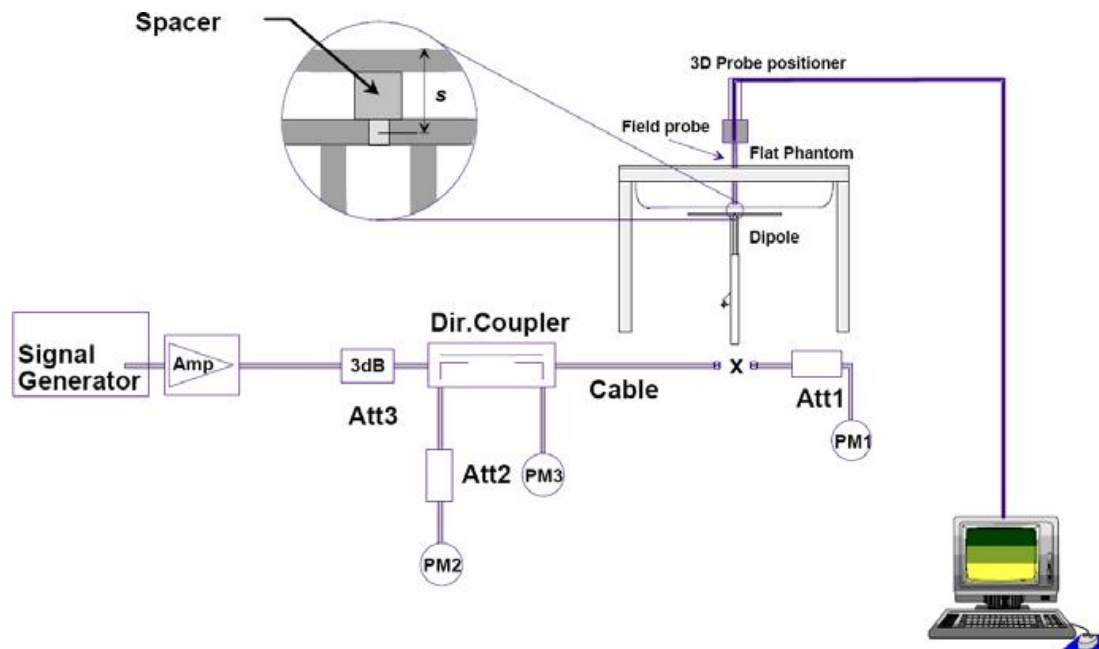 Spacer
s
3D Probe positioner
Field probe
Flat Phantom
Dipole
Signal
Generator
Amp
3dB
Att3
Dir.Coupler
Cable
X
Att1
PM1
Att2
PM3
PM2